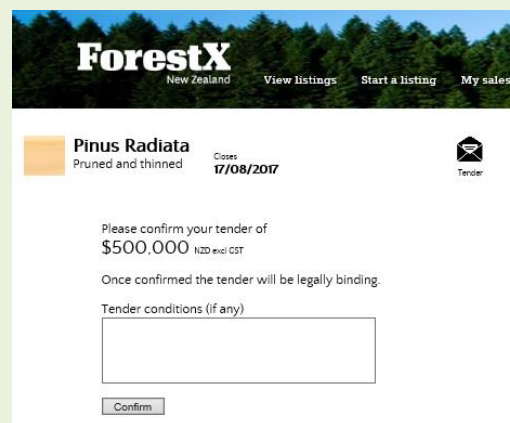 ForestX
New Zealand
View listings Start a listing My sales
Pinus Radiata
Pruned and thinned
Closes
17/08/2017
Tender
Please confirm your tender of
$500,000 NZD excl GST
Once confirmed the tender will be legally binding.
Tender conditions (if any)
Confirm